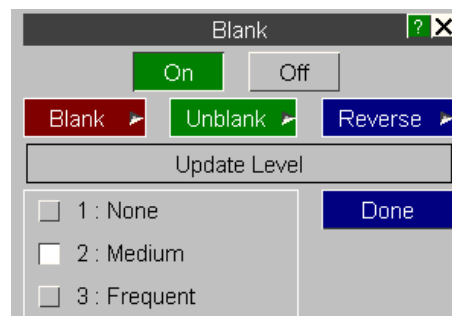 Blank ? X
On Off
Blank Unblank Reverse
Update Level
1 : None Done
2 : Medium
3 : Frequent